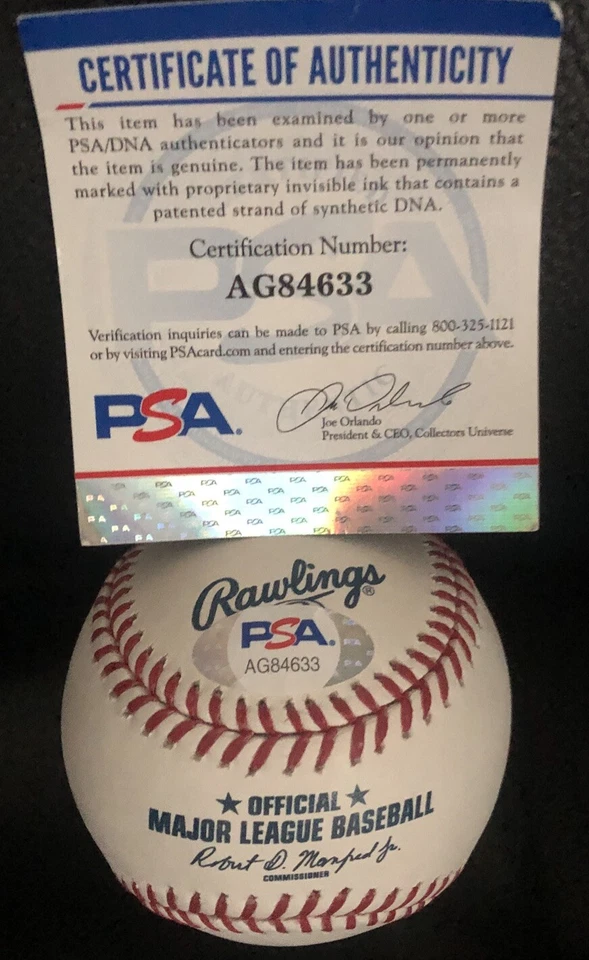 CERTIFICATE OF AUTHENTICITY
This item has been examined by one or more
PSA/DNA authenticators and it is our opinion that
the item is genuine. The item has been permanently
marked with proprietary invisible ink that contains a
patented strand of synthetic DNA.
Certification Number:
AG84633
Verification inquiries can be made to PSA by calling 800-325-1121
or by visiting PSAcard.com and entering the certification number above.
PSA.
Joe Orlando
President & CEO, Collectors Universe
Rawlings®
PSA.
AG84633
★ OFFICIAL ★
MAJOR LEAGUE BASEBALL
Robert D. Manfred Jr.
COMMISSIONER